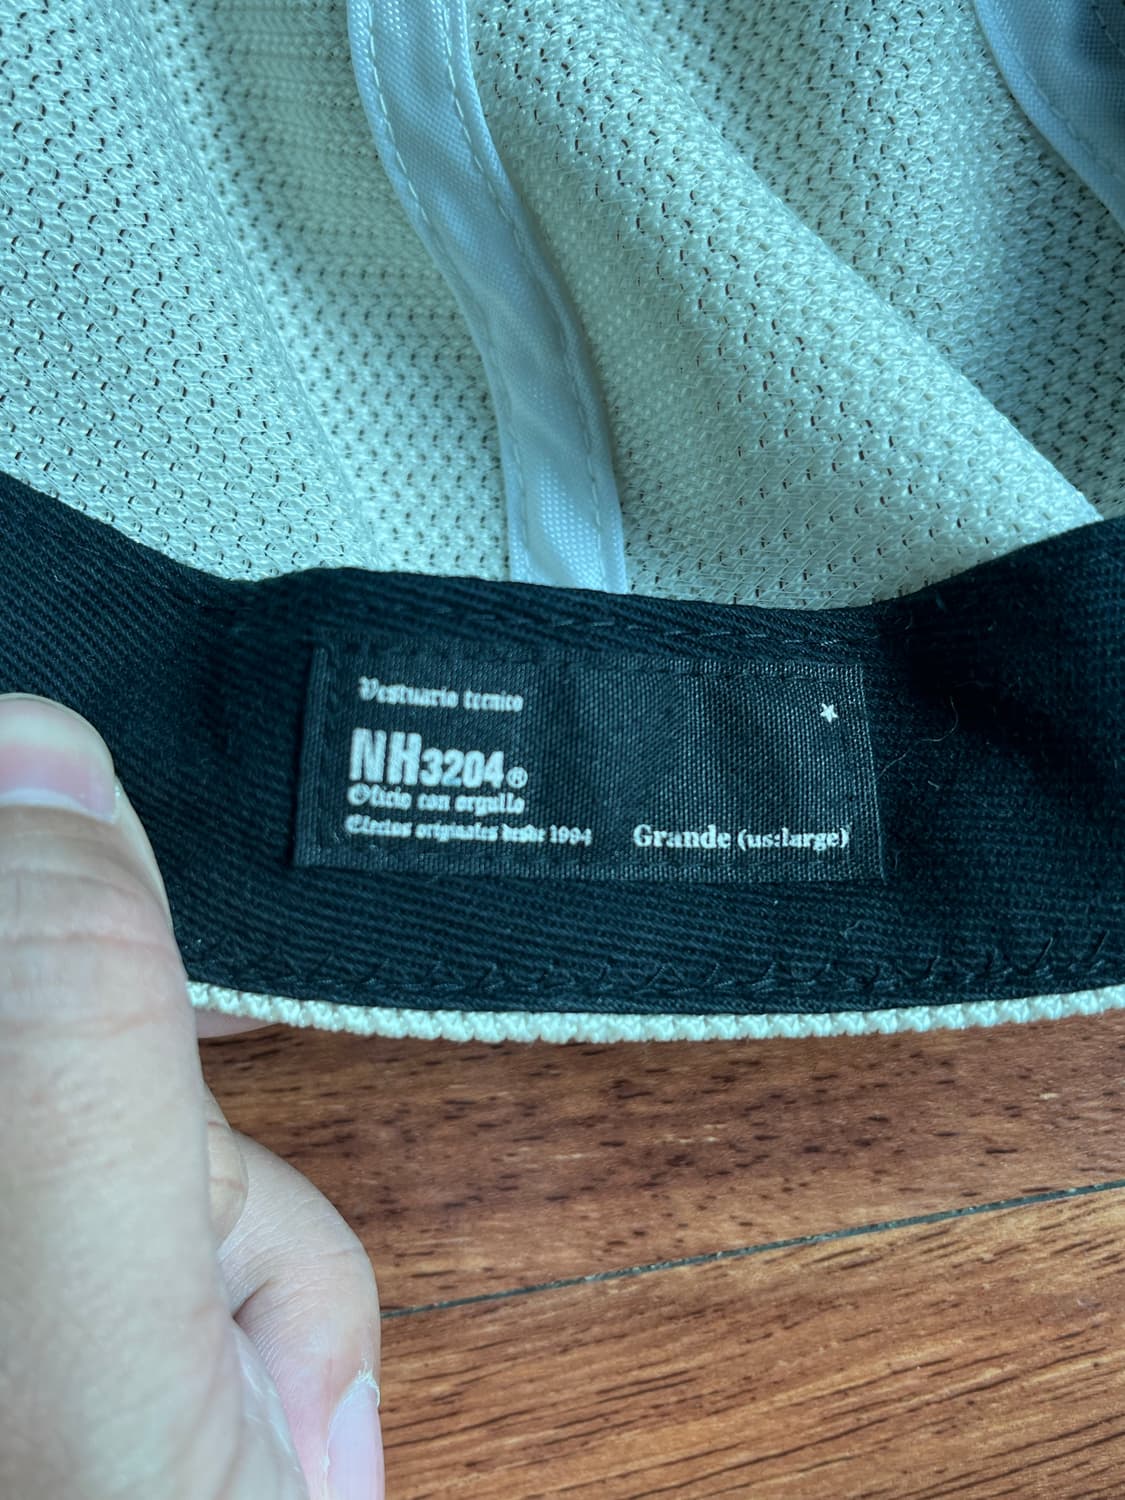 Vestuario tecnico
NH3204®
Oficio con orgullo
Efectos originales desde 1994
Grande (us:large)